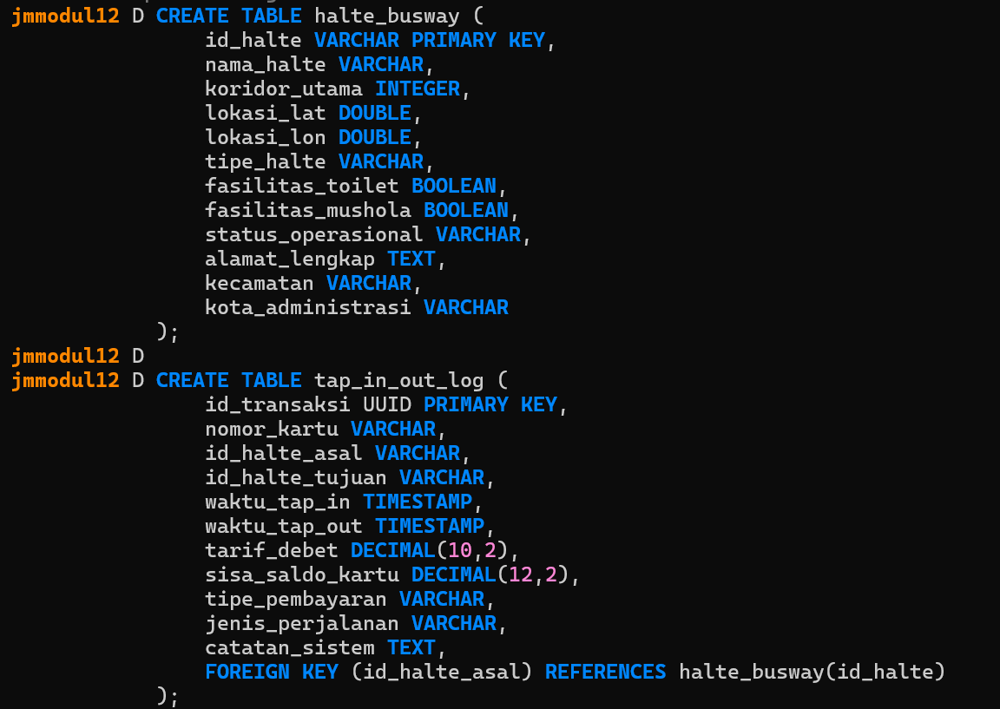 jmmodul12 D CREATE TABLE halte_busway (
id_halte VARCHAR PRIMARY KEY,
nama_halte VARCHAR,
koridor_utama INTEGER,
lokasi_lat DOUBLE,
lokasi_lon DOUBLE,
tipe_halte VARCHAR,
fasilitas_toilet BOOLEAN,
fasilitas_mushola BOOLEAN,
status_operasional VARCHAR,
alamat_lengkap TEXT,
kecamatan VARCHAR,
kota_administrasi VARCHAR
);
jmmodul12 D
jmmodul12 D CREATE TABLE tap_in_out_log (
id_transaksi UUID PRIMARY KEY,
nomor_kartu VARCHAR,
id_halte_asal VARCHAR,
id_halte_tujuan VARCHAR,
waktu_tap_in TIMESTAMP,
waktu_tap_out TIMESTAMP,
tarif_debet DECIMAL(10,2),
sisa_saldo_kartu DECIMAL(12,2),
tipe_pembayaran VARCHAR,
jenis_perjalanan VARCHAR,
catatan_sistem TEXT,
FOREIGN KEY (id_halte_asal) REFERENCES halte_busway(id_halte)
);